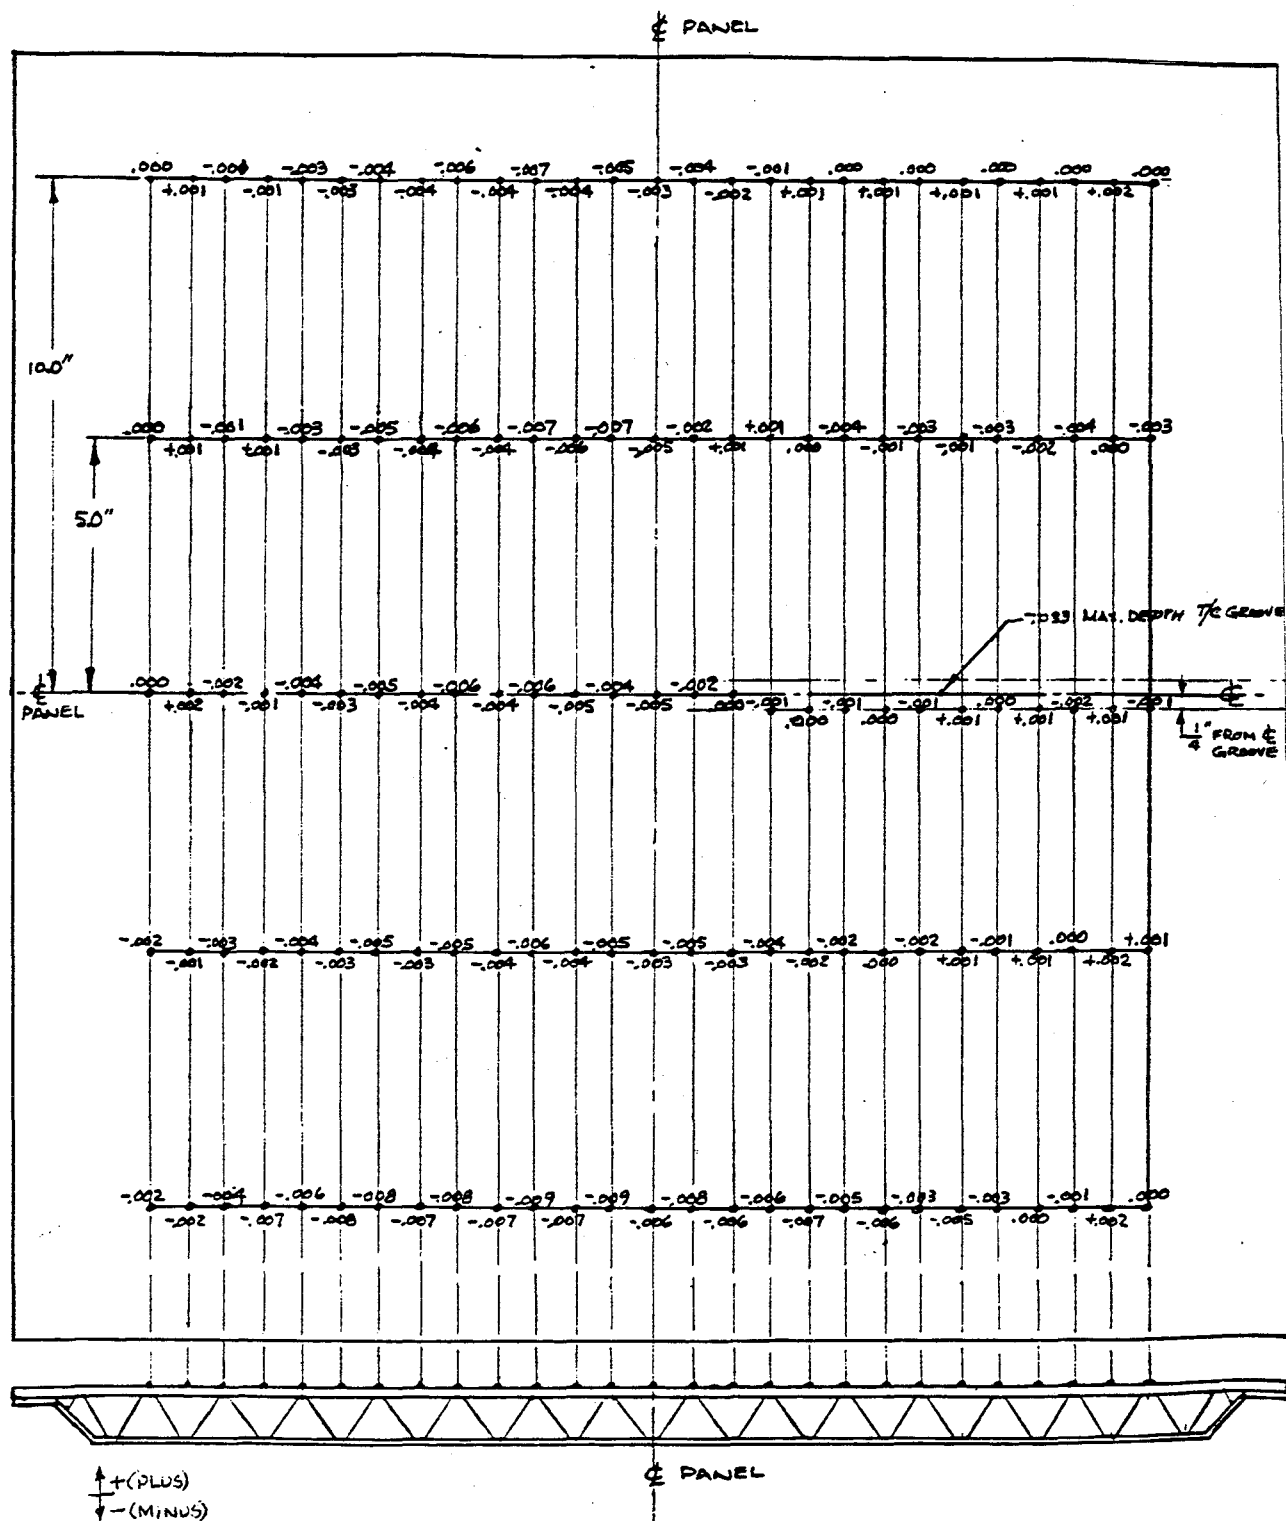 ℄ PANEL
.000 -.003 -.004 -.006 -.007 -.005 -.004 -.001 .000 .000 .000 .000 .000
+.001 -.001 -.005 -.004 -.004 -.004 -.003 -.002 +.001 +.001 +.001 +.001 +.002
10.0"
.000 -.001 -.003 -.005 -.006 -.007 -.007 -.002 +.001 -.004 -.003 -.003 -.004 -.003
+.001 +.001 -.004 -.004 -.006 -.005 +.001 .000 -.001 -.001 -.002 .000
5.0"
MAX. DEPTH T/C GROOVE
.000 -.002 -.004 -.005 -.006 -.006 -.004 -.002
+.002 -.001 -.003 -.004 -.004 -.005 -.005 .000
℄
PANEL
-.001 -.001 -.001 .000 -.002 -.001
.000 .000 +.001 +.001 +.001
℄
1/4" FROM ℄
GROOVE
-.002 -.003 -.004 -.005 -.005 -.006 -.005 -.005 -.004 -.002 -.002 -.001 .000 +.001
-.001 -.002 -.003 -.003 -.004 -.004 -.003 -.003 -.002 .000 +.001 +.001 +.002
-.002 -.004 -.006 -.008 -.008 -.009 -.009 -.008 -.006 -.005 -.003 -.003 -.001 .000
-.002 -.007 -.008 -.007 -.007 -.007 -.006 -.006 -.007 -.006 -.005 .000 +.002
℄ PANEL
+(PLUS)
-(MINUS)